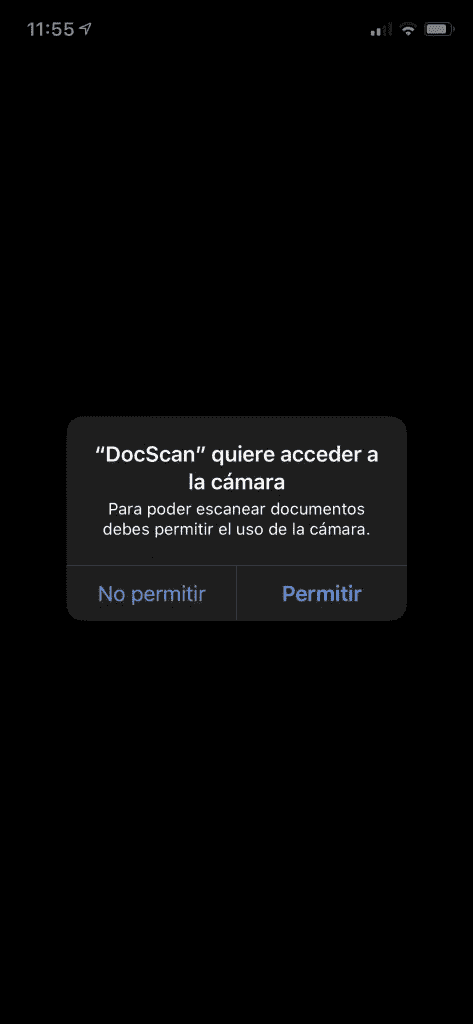 11:55
“DocScan” quiere acceder a
la cámara
Para poder escanear documentos
debes permitir el uso de la cámara.
No permitir
Permitir